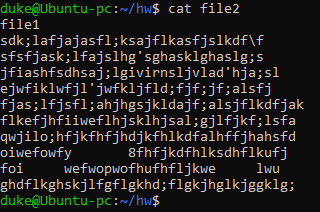 duke@Ubuntu-pc:~/hw$ cat file2
file1
sdk;lafjajasfl;ksajflkasfjslkdf\f
sfsfjask;lfajslhg'sghasklghaslg;s
jfiashfsdhsaj;lgivirnsljvlad'hja;sl
ejwfiklwfjl'jwfkljfld;fjf;jf;alsfj
fjas;lfjsfl;ahjhgsjkldajf;alsjflkdfjak
flkefjhfiiweflhjsklhjsal;gjlfjkf;lsfa
qwjilo;hfjkfhfjhdjkfhlkdfalhffjhahsfd
oiwefowfy       8fhfjkdfhlksdhflkufj
foi     wefwopwofhufhfljkwe     lwu
ghdflkghskjlfgflgkhd;flgkjhglkjggklg;
duke@Ubuntu-pc:~/hw$